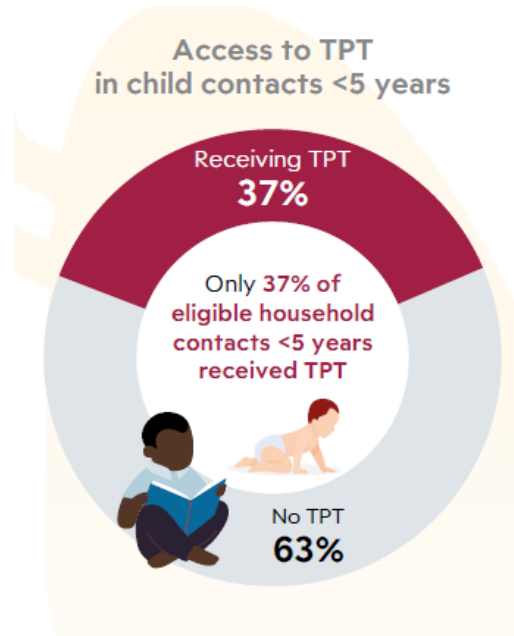 Access to TPT
in child contacts <5 years
Receiving TPT
37%
Only 37% of
eligible household
contacts <5 years
received TPT
No TPT
63%